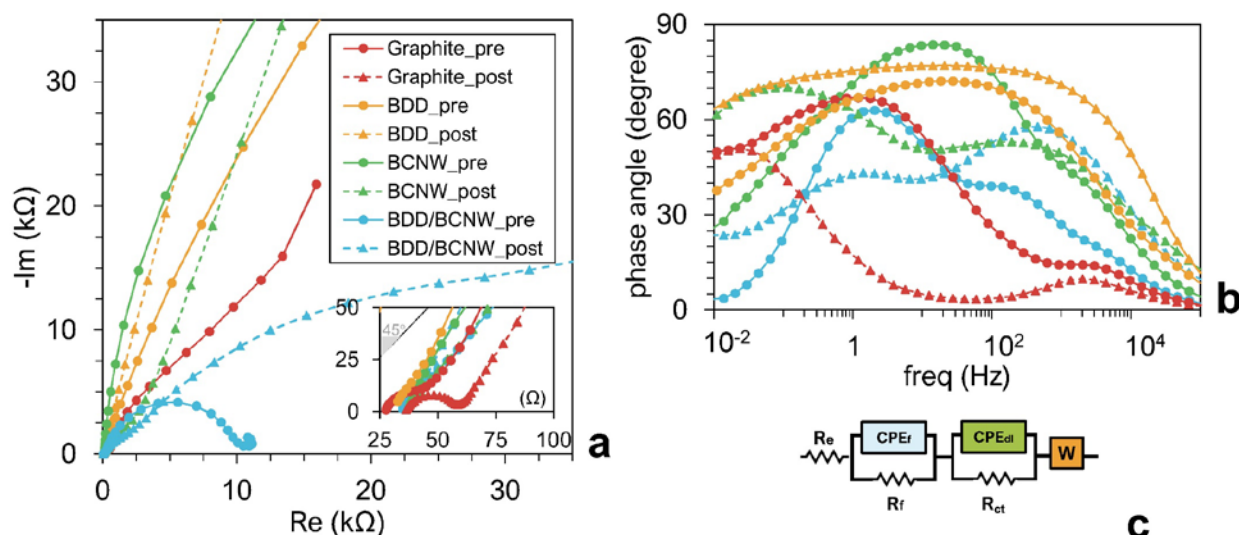 35
25
20
10
0
-Im (kΩ)
0
10
20
30
Re (kΩ)
Graphite_pre
Graphite_post
BDD_pre
BDD_post
BCNW_pre
BCNW_post
BDD/BCNW_pre
BDD/BCNW_post
50
25
0
45°
(Ω)
25
50
75
100
a
90
60
30
0
phase angle (degree)
10-2
1
102
104
freq (Hz)
b
Re
CPEf
Rf
CPEdl
Rct
W
c